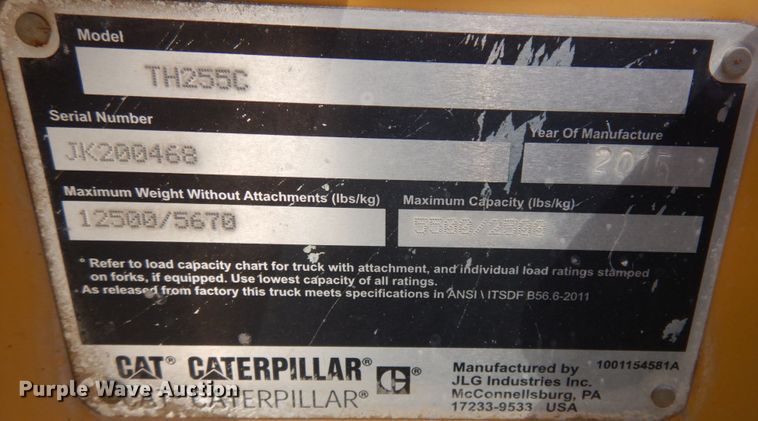 Model
TH255C
Serial Number
JK200468
Year Of Manufacture
2015
Maximum Weight Without Attachments (lbs/kg)
12500/5670
Maximum Capacity (lbs/kg)
5500/2500
* Refer to load capacity chart for truck with attachment, and individual load ratings stamped
on forks, if equipped. Use lowest capacity of all ratings.
As released from factory this truck meets specifications in ANSI \ ITSDF B56.6-2011
CAT® CATERPILLAR®
CAT® CATERPILLAR®
Manufactured by
JLG Industries Inc.
McConnellsburg, PA
17233-9533 USA
1001154581A
Purple Wave Auction